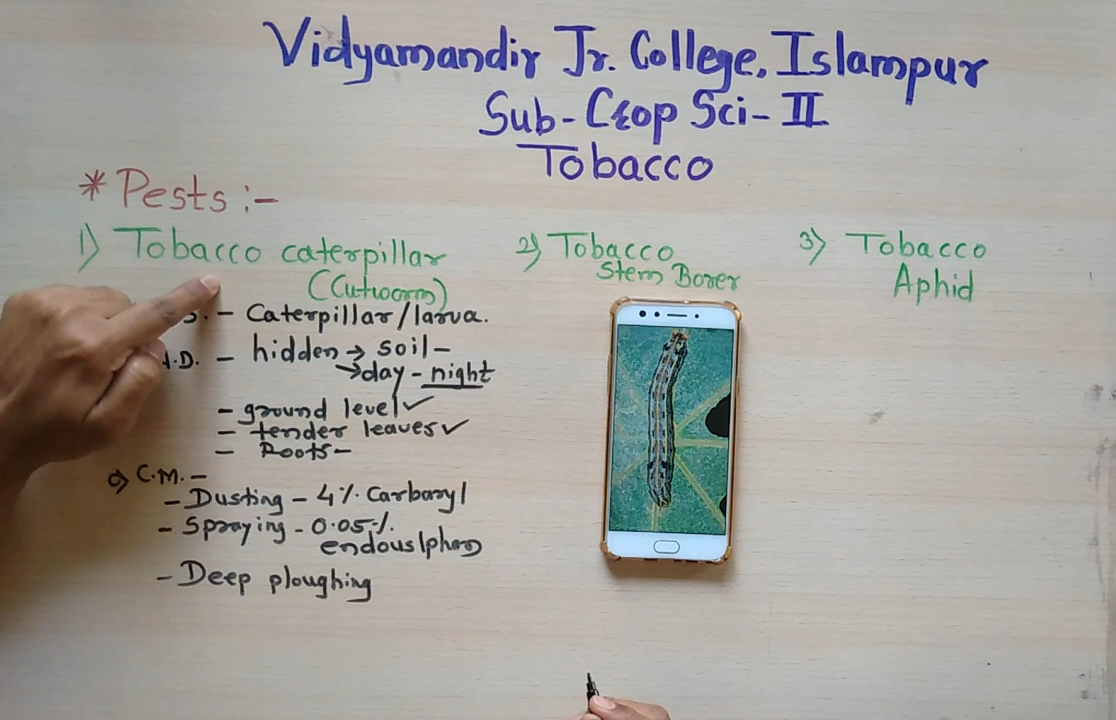 Vidyamandir Jr. College, Islampur
Sub-Crop Sci-II
Tobacco
* Pests :-
1) Tobacco caterpillar
(Cutworm)
S. - Caterpillar/larva.
.D. - hidden → soil -
→ day - night
- ground level ✓
- tender leaves ✓
- Roots -
C.M. -
- Dusting - 4% Carbaryl
- Spraying - 0.05%.
endouslphan
- Deep ploughing
2) Tobacco
Stem Borer
3) Tobacco
Aphid